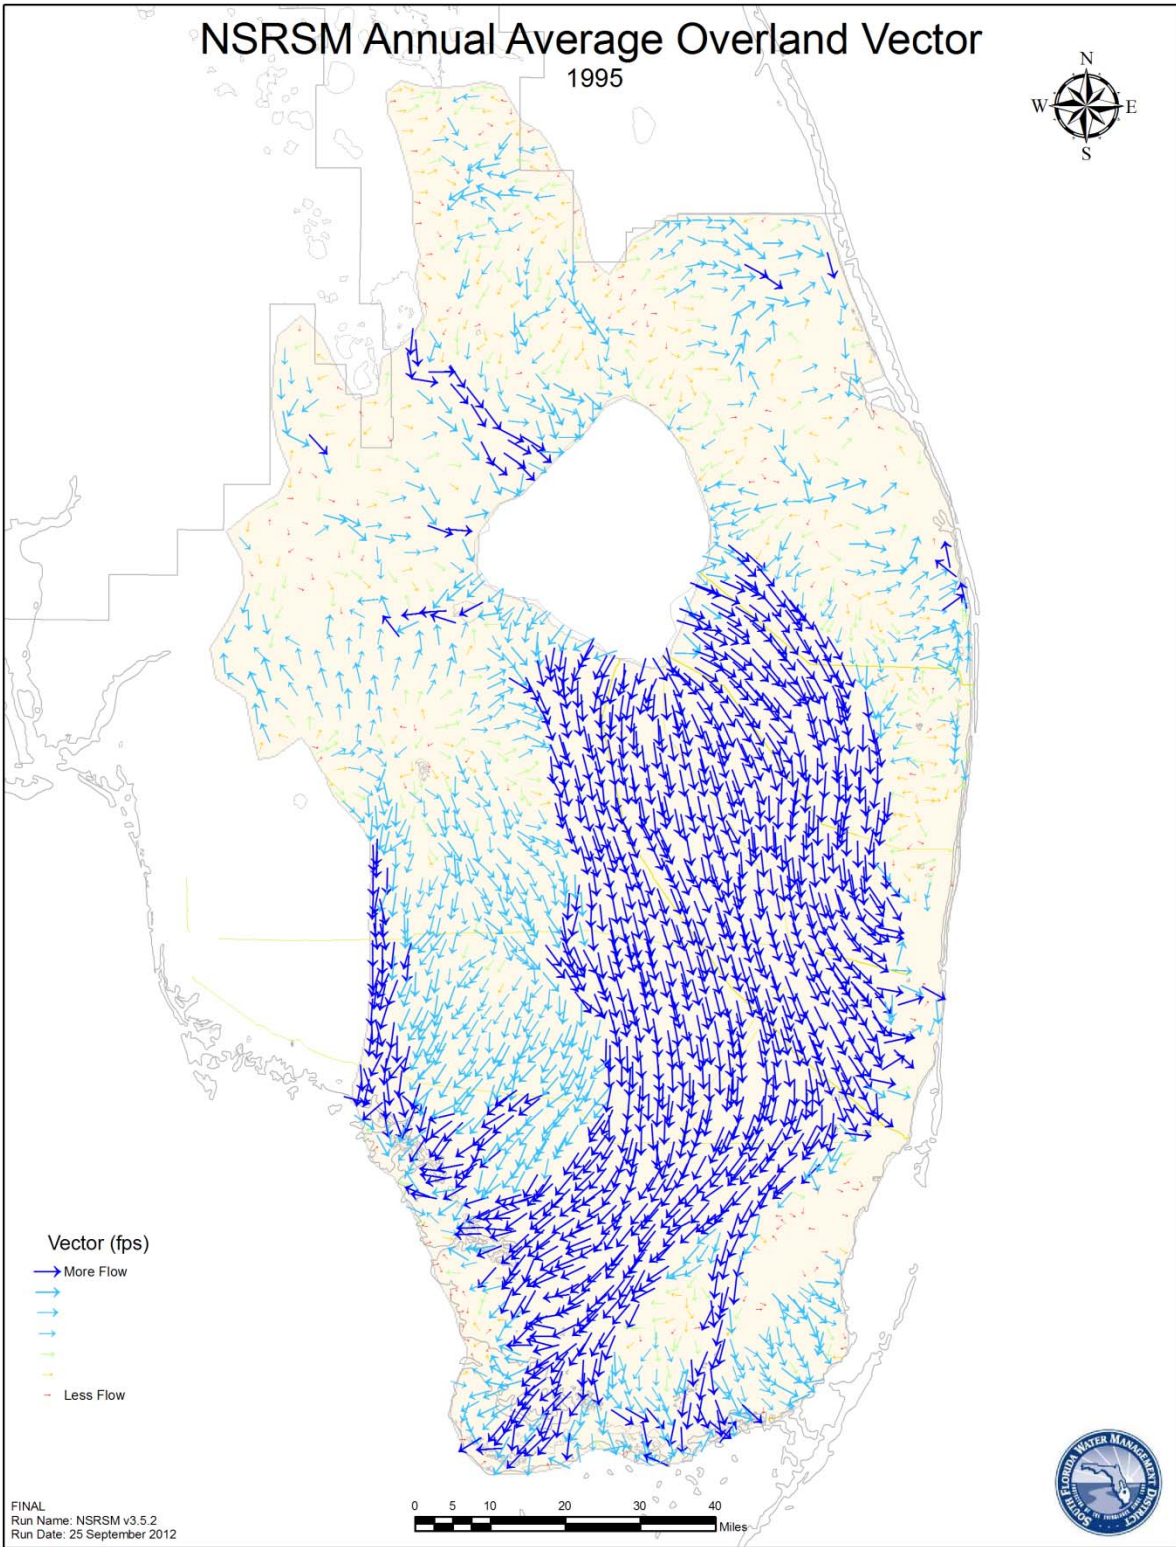 NSRSM Annual Average Overland Vector
1995
N
W E
S
Vector (fps)
More Flow
Less Flow
FINAL
Run Name: NSRSM v3.5.2
Run Date: 25 September 2012
0 5 10 20 30 40
Miles
SOUTH FLORIDA WATER MANAGEMENT DISTRICT